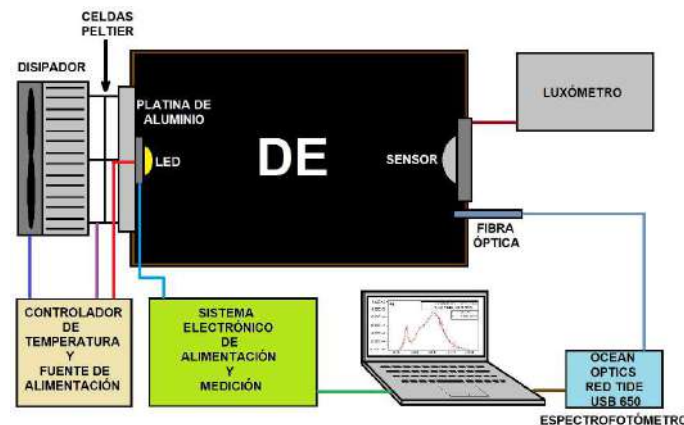 CELDAS
PELTIER
DISIPADOR
PLATINA DE
ALUMINIO
LED
DE
SENSOR
LUXÓMETRO
FIBRA
ÓPTICA
CONTROLADOR
DE
TEMPERATURA
Y
FUENTE DE
ALIMENTACIÓN
SISTEMA
ELECTRÓNICO
DE
ALIMENTACIÓN
Y
MEDICIÓN
OCEAN
OPTICS
RED TIDE
USB 650
ESPECTROFOTÓMETRO